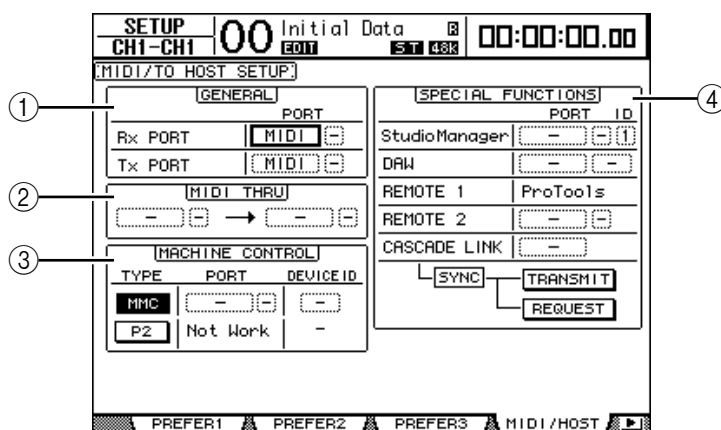 SETUP
CH1-CH1
00
Initial Data
EDIT
ST 48K
00:00:00.00
MIDI/TO HOST SETUP
①
GENERAL
PORT
Rx PORT MIDI -
Tx PORT MIDI -
②
MIDI THRU
- - → - -
③
MACHINE CONTROL
TYPE PORT DEVICE ID
MMC - - -
P2 Not Work -
④
SPECIAL FUNCTIONS
PORT ID
StudioManager - - 1
DAW - -
REMOTE 1 ProTools
REMOTE 2 - -
CASCADE LINK -
SYNC TRANSMIT
REQUEST
PREFER1 PREFER2 PREFER3 MIDI/HOST